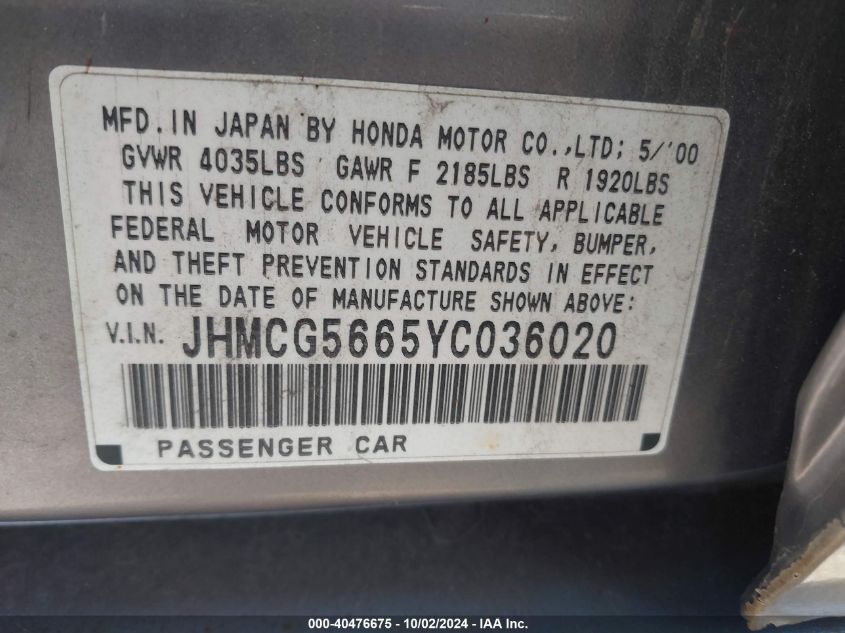 MFD.IN JAPAN BY HONDA MOTOR CO.,LTD; 5/'00
GVWR 4035LBS GAWR F 2185LBS R 1920LBS
THIS VEHICLE CONFORMS TO ALL APPLICABLE
FEDERAL MOTOR VEHICLE SAFETY, BUMPER,
AND THEFT PREVENTION STANDARDS IN EFFECT
ON THE DATE OF MANUFACTURE SHOWN ABOVE:
V.I.N. JHMCG5665YC036020
PASSENGER CAR
000-40476675 - 10/02/2024 - Copyright © 2024 IAA, Inc.